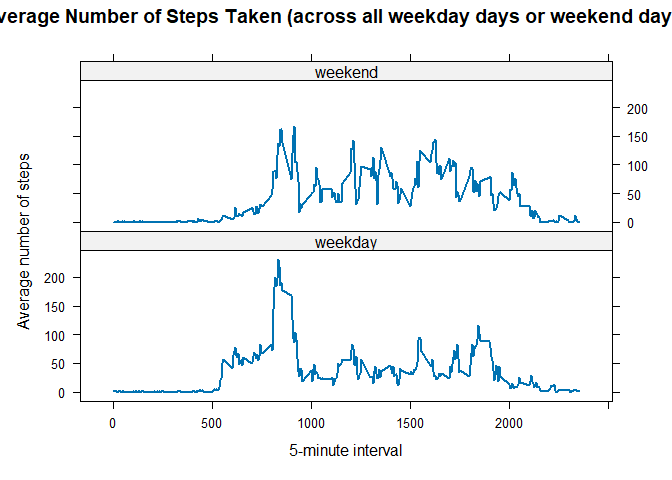 verage Number of Steps Taken (across all weekday days or weekend day
weekend
200
150
100
50
0
Average number of steps
weekday
200
150
100
50
0
0 500 1000 1500 2000
5-minute interval